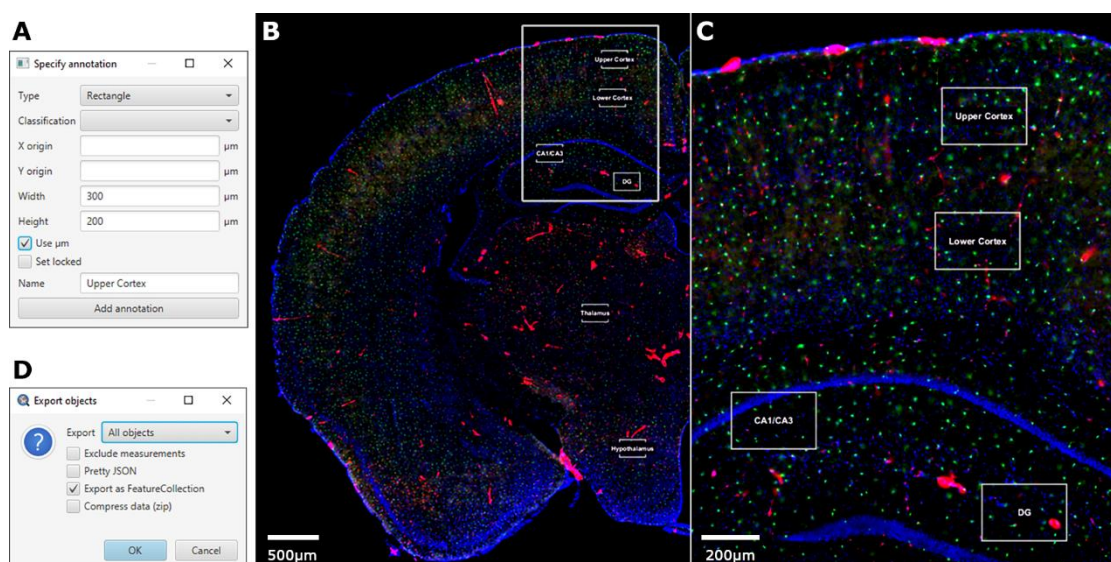 A
Specify annotation
Type Rectangle
Classification
X origin µm
Y origin µm
Width 300 µm
Height 200 µm
Use µm
Set locked
Name Upper Cortex
Add annotation
D
Export objects
Export All objects
Exclude measurements
Pretty JSON
Export as FeatureCollection
Compress data (zip)
OK Cancel
B
Upper Cortex
Lower Cortex
CA1/CA3
DG
Thalamus
Hypothalamus
500µm
C
Upper Cortex
Lower Cortex
CA1/CA3
DG
200µm